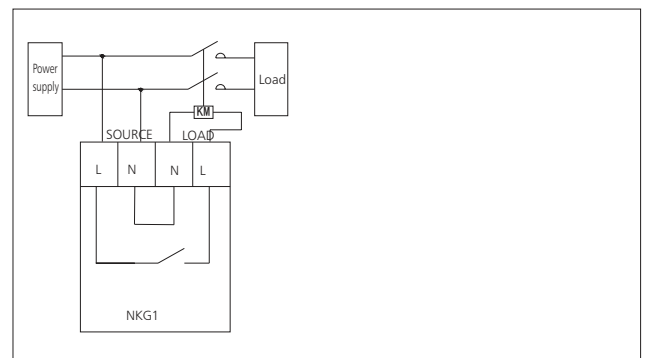 Power
supply
Load
KM
SOURCE LOAD
L N N L
NKG1